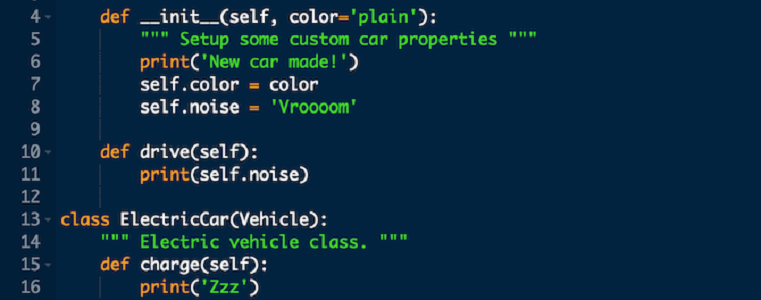 4 def __init__(self, color='plain'):
5 """ Setup some custom car properties """
6 print('New car made!')
7 self.color = color
8 self.noise = 'Vroooom'
9
10 def drive(self):
11 print(self.noise)
12
13 class ElectricCar(Vehicle):
14 """ Electric vehicle class. """
15 def charge(self):
16 print('Zzz')